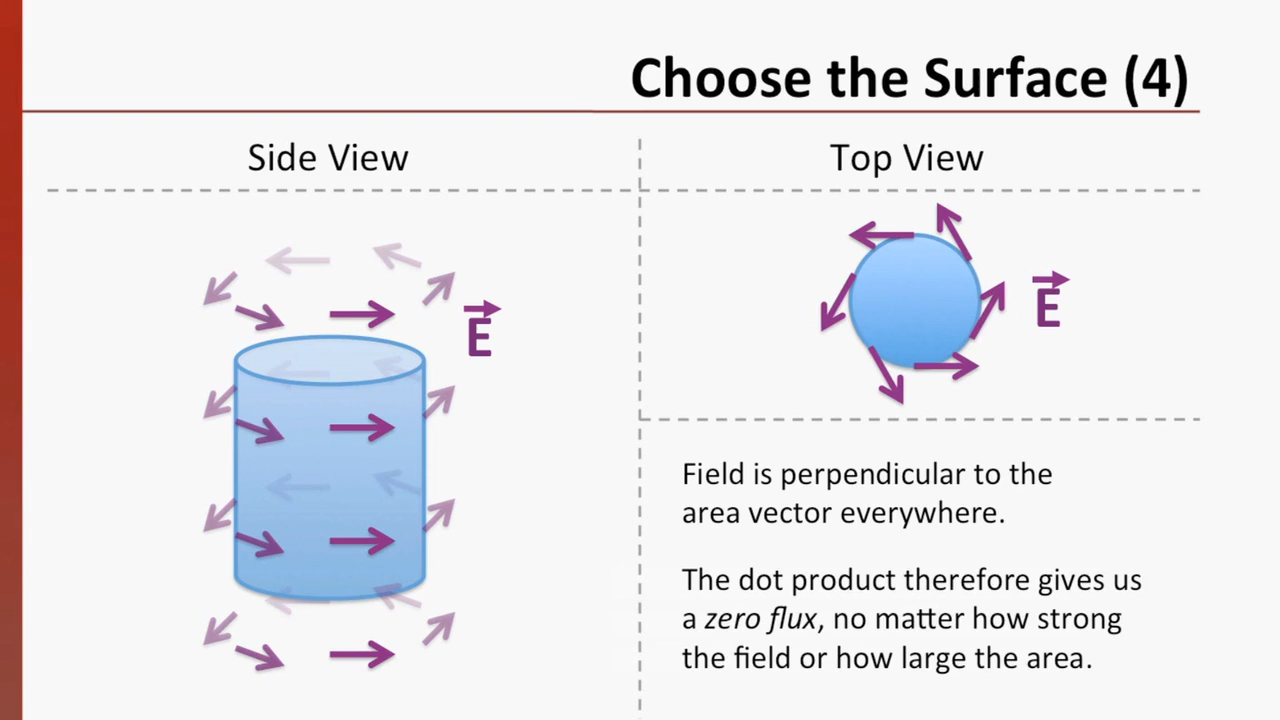 Choose the Surface (4)
Side View
Top View
E
E
Field is perpendicular to the
area vector everywhere.
The dot product therefore gives us
a zero flux, no matter how strong
the field or how large the area.